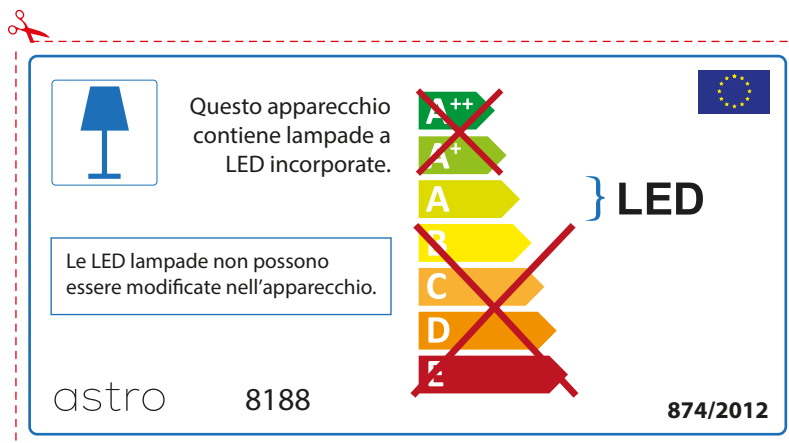 Questo apparecchio
contiene lampade a
LED incorporate.
A++
A+
A
B
C
D
E
LED
Le LED lampade non possono
essere modificate nell'apparecchio.
astro
8188
874/2012